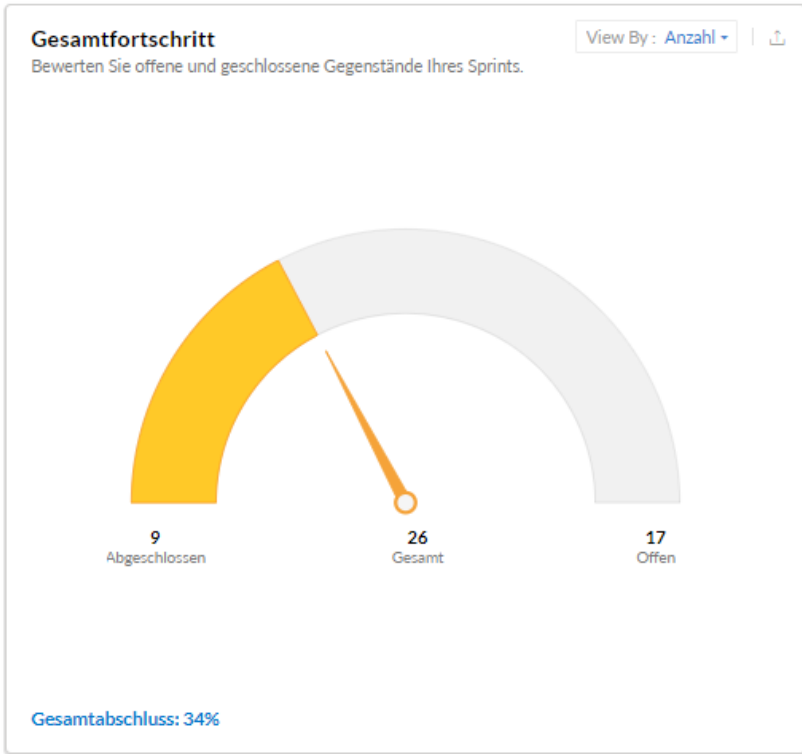 Gesamtfortschritt
View By : Anzahl
Bewerten Sie offene und geschlossene Gegenstände Ihres Sprints.
9
Abgeschlossen
26
Gesamt
17
Offen
Gesamtabschluss: 34%